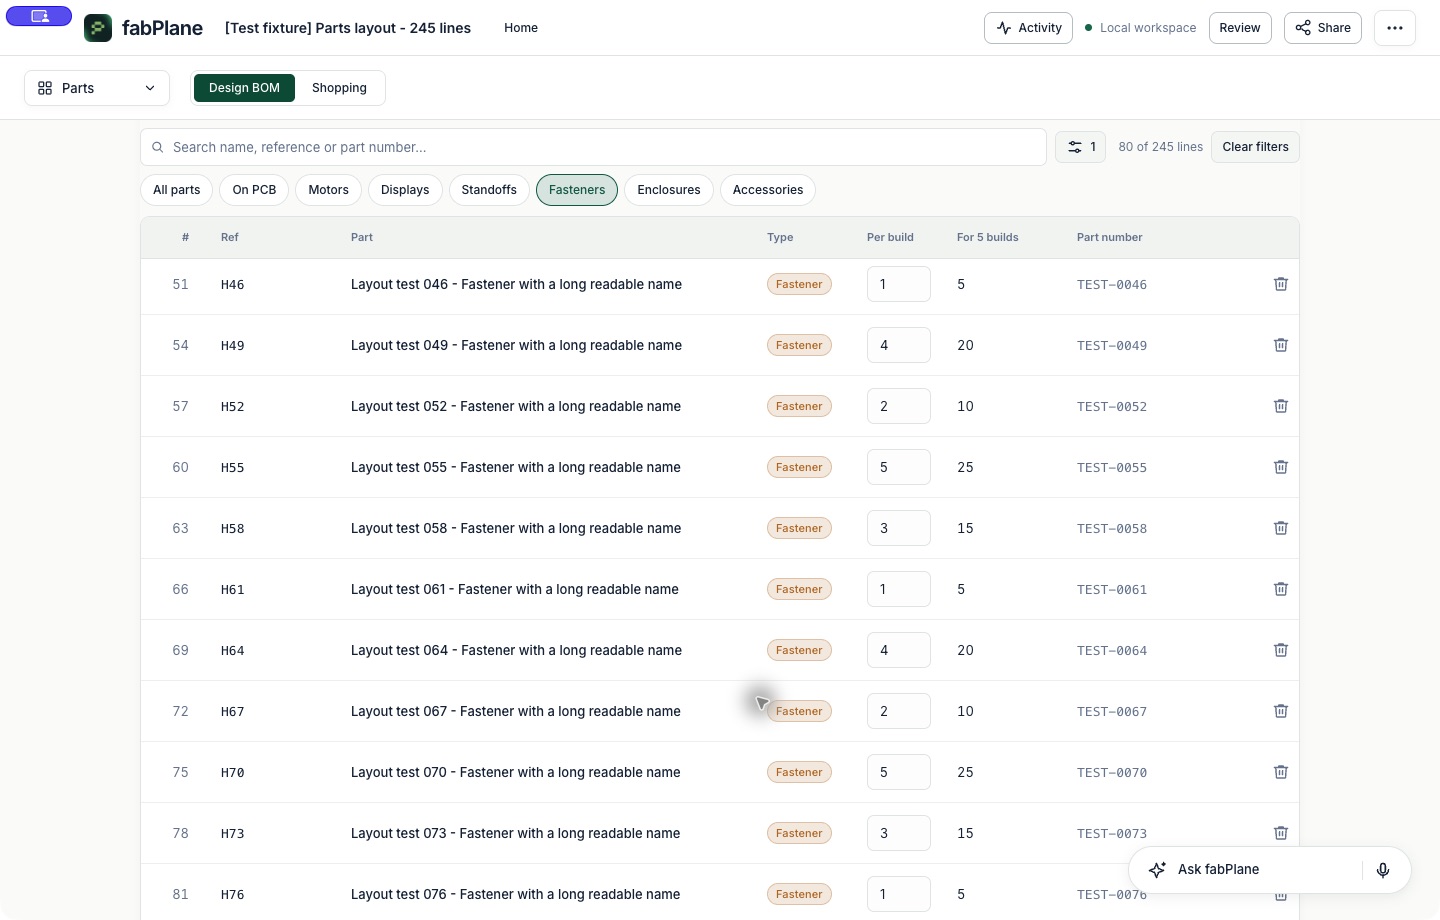 fabPlane [Test fixture] Parts layout - 245 lines Home Activity Local workspace Review Share
Parts Design BOM Shopping
Search name, reference or part number... 1 80 of 245 lines Clear filters
All parts On PCB Motors Displays Standoffs Fasteners Enclosures Accessories
# Ref Part Type Per build For 5 builds Part number
51 H46 Layout test 046 - Fastener with a long readable name Fastener 1 5 TEST-0046
54 H49 Layout test 049 - Fastener with a long readable name Fastener 4 20 TEST-0049
57 H52 Layout test 052 - Fastener with a long readable name Fastener 2 10 TEST-0052
60 H55 Layout test 055 - Fastener with a long readable name Fastener 5 25 TEST-0055
63 H58 Layout test 058 - Fastener with a long readable name Fastener 3 15 TEST-0058
66 H61 Layout test 061 - Fastener with a long readable name Fastener 1 5 TEST-0061
69 H64 Layout test 064 - Fastener with a long readable name Fastener 4 20 TEST-0064
72 H67 Layout test 067 - Fastener with a long readable name Fastener 2 10 TEST-0067
75 H70 Layout test 070 - Fastener with a long readable name Fastener 5 25 TEST-0070
78 H73 Layout test 073 - Fastener with a long readable name Fastener 3 15 TEST-0073
Ask fabPlane
81 H76 Layout test 076 - Fastener with a long readable name Fastener 1 5 TEST-0076